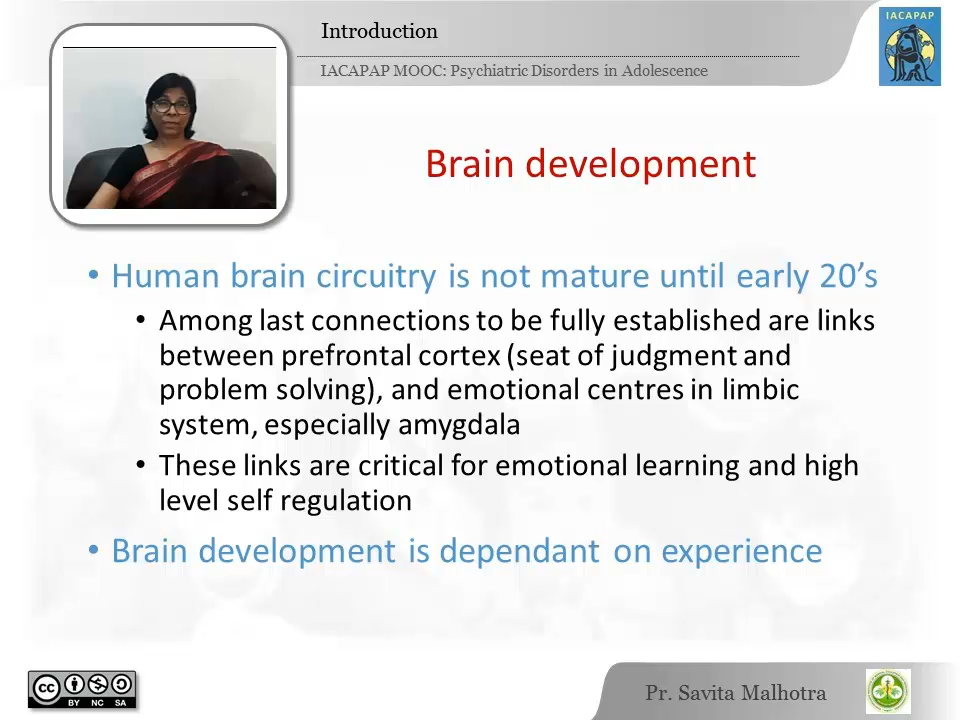 Introduction
IACAPAP MOOC: Psychiatric Disorders in Adolescence
IACAPAP
Brain development
• Human brain circuitry is not mature until early 20’s
• Among last connections to be fully established are links
between prefrontal cortex (seat of judgment and
problem solving), and emotional centres in limbic
system, especially amygdala
• These links are critical for emotional learning and high
level self regulation
• Brain development is dependant on experience
cc
BY NC SA
Pr. Savita Malhotra